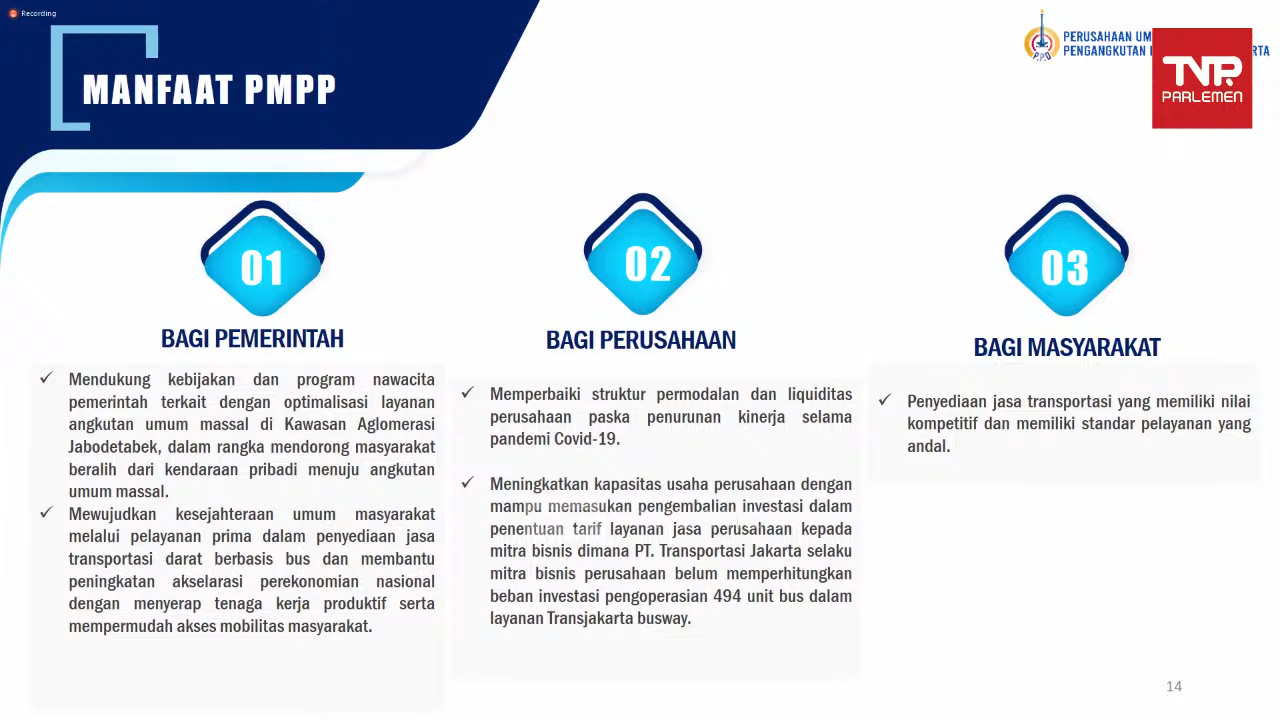 Recording
MANFAAT PMPP
PERUSAHAAN UM
PENGANGKUTAN
RTA
P.P.D
TVR
PARLEMEN
01
BAGI PEMERINTAH
✓ Mendukung kebijakan dan program nawacita
pemerintah terkait dengan optimalisasi layanan
angkutan umum massal di Kawasan Aglomerasi
Jabodetabek, dalam rangka mendorong masyarakat
beralih dari kendaraan pribadi menuju angkutan
umum massal.
✓ Mewujudkan kesejahteraan umum masyarakat
melalui pelayanan prima dalam penyediaan jasa
transportasi darat berbasis bus dan membantu
peningkatan akselarasi perekonomian nasional
dengan menyerap tenaga kerja produktif serta
mempermudah akses mobilitas masyarakat.
02
BAGI PERUSAHAAN
✓ Memperbaiki struktur permodalan dan liquiditas
perusahaan paska penurunan kinerja selama
pandemi Covid-19.
✓ Meningkatkan kapasitas usaha perusahaan dengan
mampu memasukan pengembalian investasi dalam
penentuan tarif layanan jasa perusahaan kepada
mitra bisnis dimana PT. Transportasi Jakarta selaku
mitra bisnis perusahaan belum memperhitungkan
beban investasi pengoperasian 494 unit bus dalam
layanan Transjakarta busway.
03
BAGI MASYARAKAT
✓ Penyediaan jasa transportasi yang memiliki nilai
kompetitif dan memiliki standar pelayanan yang
andal.
14